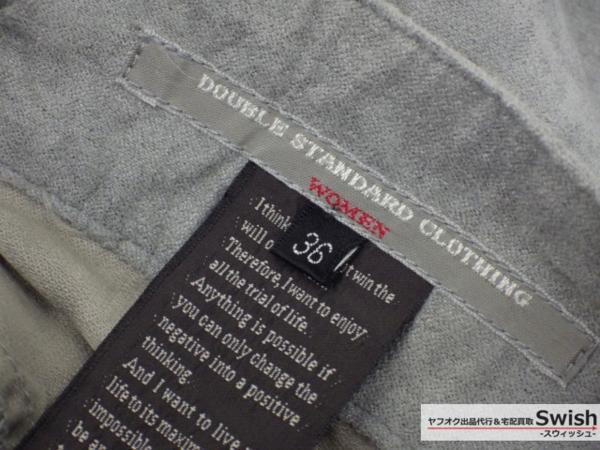 DOUBLE STANDARD CLOTHING
WOMEN
36
I think
will o t win the
Therefore, I want to enjoy
all the trial of life.
Anything is possible if
you can only change the
negative into a positive
thinking.
And I want to live
life to its maxim
impossible
be an
ヤフオク出品代行&宅配買取 Swish
-スウィッシュ-